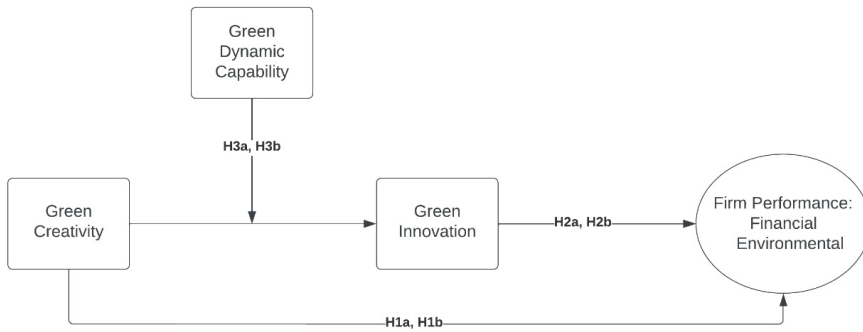 Green
Dynamic
Capability
H3a, H3b
Green
Creativity
Green
Innovation
H2a, H2b
Firm Performance:
Financial
Environmental
H1a, H1b